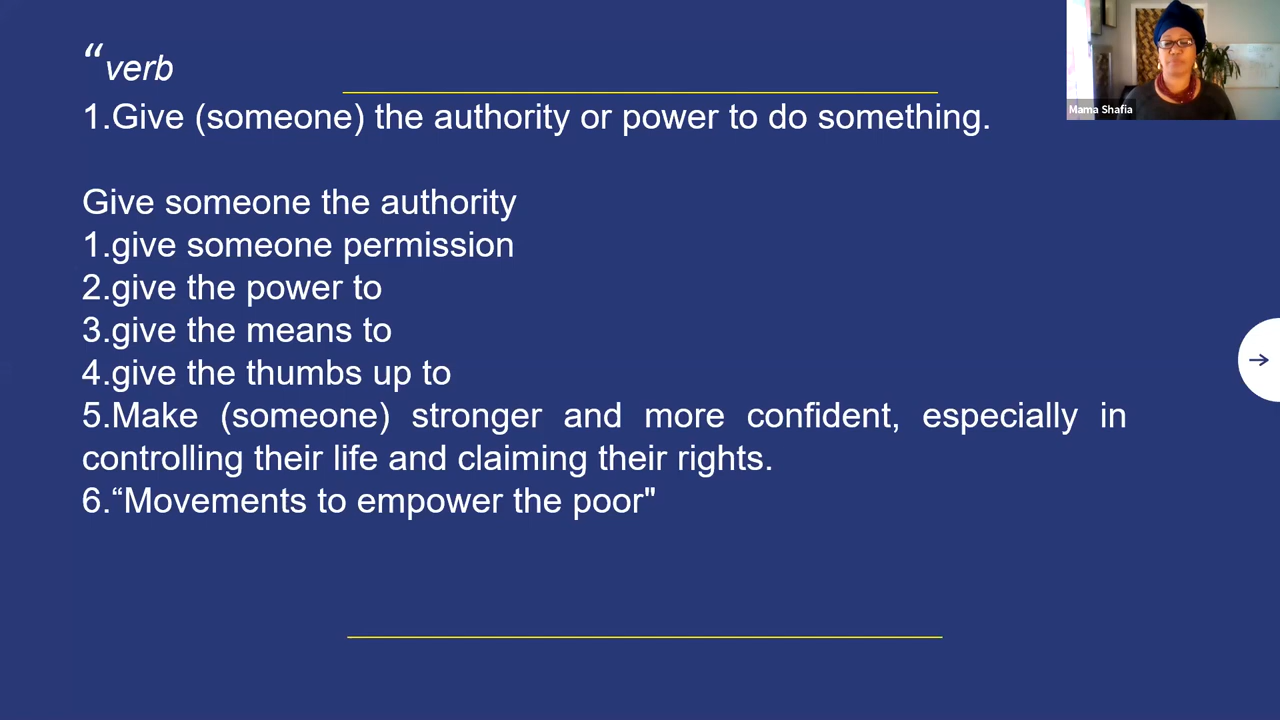 “verb
1.Give (someone) the authority or power to do something.
Give someone the authority
1.give someone permission
2.give the power to
3.give the means to
4.give the thumbs up to
5.Make (someone) stronger and more confident, especially in
controlling their life and claiming their rights.
6.“Movements to empower the poor"
Mama Shafia